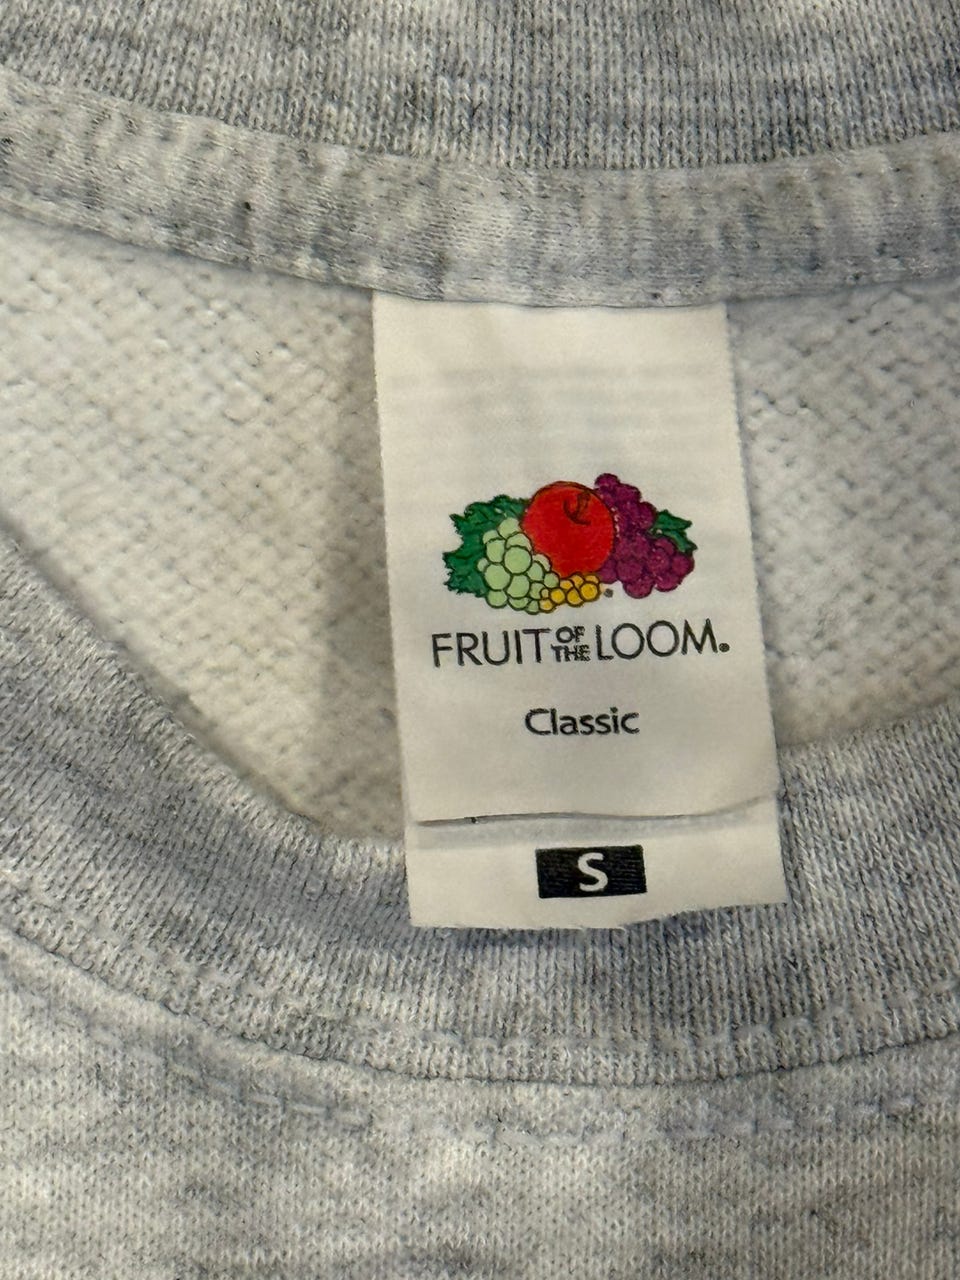 FRUIT OF THE LOOM®
Classic
S